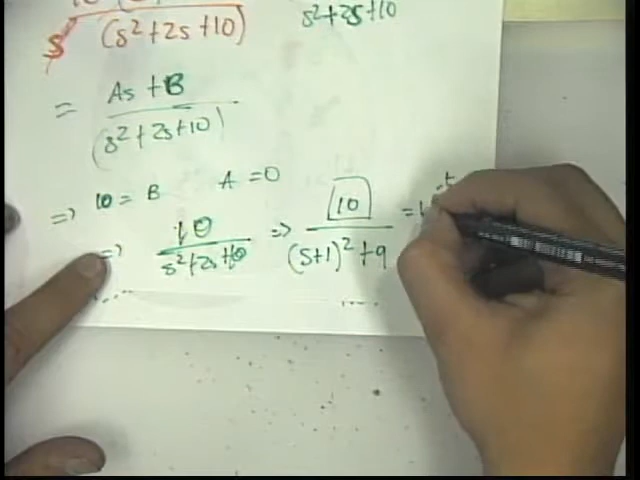 s (s²+2s+10)
s²+2s+10
= As + B
(s²+2s+10)
=> 10 = B A = 0
=> 10 / s²+2s+10 => 10 / (s+1)²+9 =